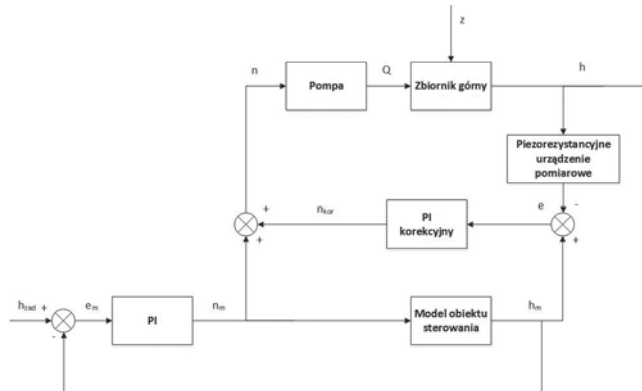 z
n
Pompa
Q
Zbiornik górny
h
Piezorezystancyjne
urządzenie
pomiarowe
e
-
+
+
n_kor
PI
korekcyjny
+
h_zad
+
-
e_m
PI
n_m
Model obiektu
sterowania
h_m